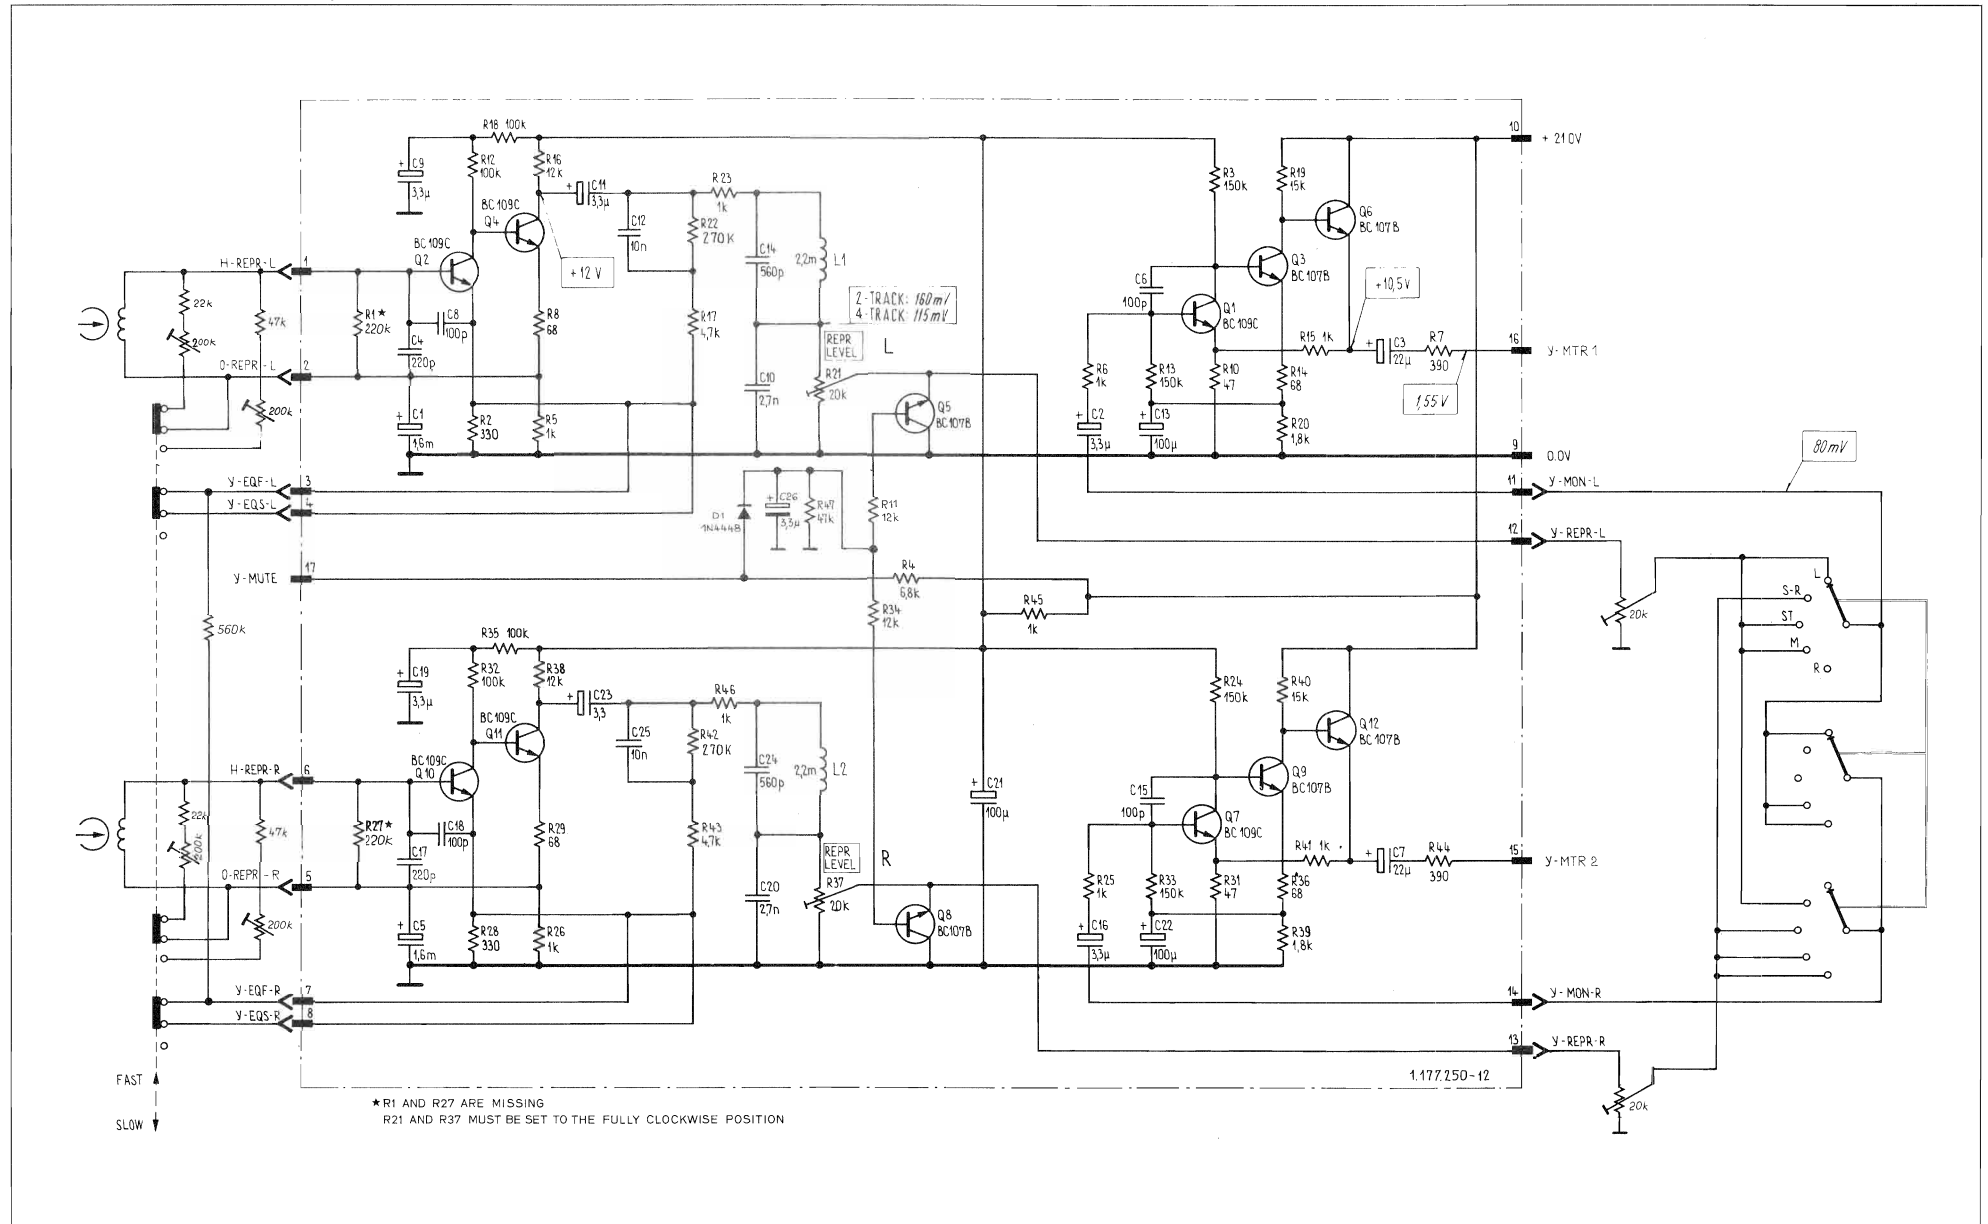 R18 100k
C9
3,3µ
R12
100k
R16
12k
C11
3,3µ
BC109C
Q4
BC109C
Q2
C12
10n
R 23
1k
R22
270K
+12 V
C14
560p
2,2m
L1
2-TRACK: 160mV
4-TRACK: 115mV
REPR
LEVEL
L
R21
20k
R17
4,7k
R8
68
C8
100p
C4
220p
R1★
220k
H-REPR-L
1
22k
200k
47k
200k
O-REPR-L
2
C1
1,6m
R2
330
R5
1k
C10
2,7n
Q5
BC107B
Y-EQF-L
3
Y-EQS-L
4
D1
1N4448
C26
3,3µ
R47
47k
R11
12k
Y-MUTE
17
R4
6,8k
R34
12k
R45
1k
560k
R3
150k
R19
15k
Q6
BC107B
Q3
BC107B
C6
100p
Q1
BC109C
+10,5V
R15 1k
C3
22µ
R7
390
1,55V
R6
1k
R13
150k
R10
47
R14
68
C2
3,3µ
C13
100µ
R20
1,8k
10
+ 21.0V
16
Y-MTR 1
9
0.0V
11
Y-MON-L
80mV
12
Y-REPR-L
20k
L
S-R
ST
M
R
R35 100k
C19
3,3µ
R32
100k
R38
12k
C23
3,3
BC109C
Q11
BC109C
Q10
C25
10n
R46
1k
R42
270K
C24
560p
2,2m
L2
REPR
LEVEL
R
R37
20k
R43
4,7k
R29
68
C18
100p
C17
220p
R27★
220k
H-REPR-R
6
22k
200k
47k
200k
O-REPR-R
5
C5
1,6m
R28
330
R26
1k
C20
2,7n
Q8
BC107B
C21
100µ
Y-EQF-R
7
Y-EQS-R
8
R24
150k
R40
15k
Q12
BC107B
Q9
BC107B
C15
100p
Q7
BC109C
R41 1k
C7
22µ
R44
390
R25
1k
R33
150k
R31
47
R36
68
C16
3,3µ
C22
100µ
R39
1,8k
15
Y-MTR 2
14
Y-MON-R
13
Y-REPR-R
20k
FAST
SLOW
1.177.250-12
★R1 AND R27 ARE MISSING
R21 AND R37 MUST BE SET TO THE FULLY CLOCKWISE POSITION